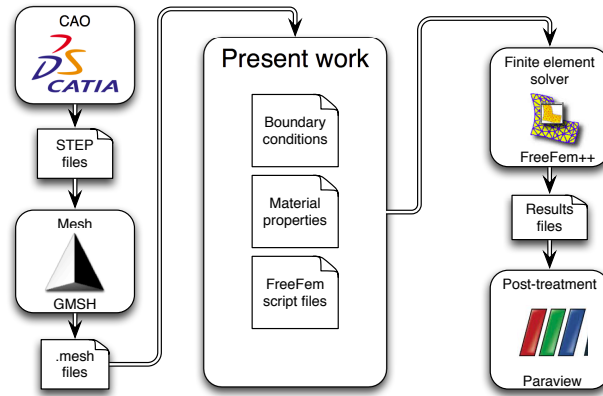 CAO
CATIA
STEP
files
Mesh
GMSH
.mesh
files
Present work
Boundary
conditions
Material
properties
FreeFem
script files
Finite element
solver
FreeFem++
Results
files
Post-treatment
Paraview